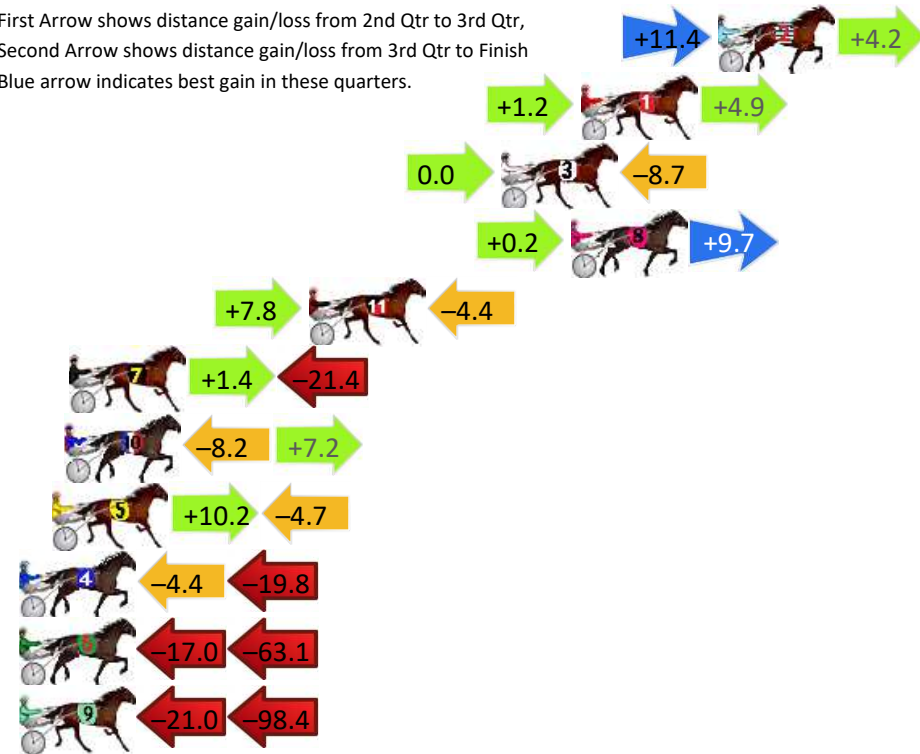 First Arrow shows distance gain/loss from 2nd Qtr to 3rd Qtr,
Second Arrow shows distance gain/loss from 3rd Qtr to Finish
Blue arrow indicates best gain in these quarters.
+11.4 2 +4.2
+1.2 1 +4.9
0.0 3 –8.7
+0.2 8 +9.7
+7.8 11 –4.4
7 +1.4 –21.4
10 –8.2 +7.2
5 +10.2 –4.7
4 –4.4 –19.8
6 –17.0 –63.1
9 –21.0 –98.4